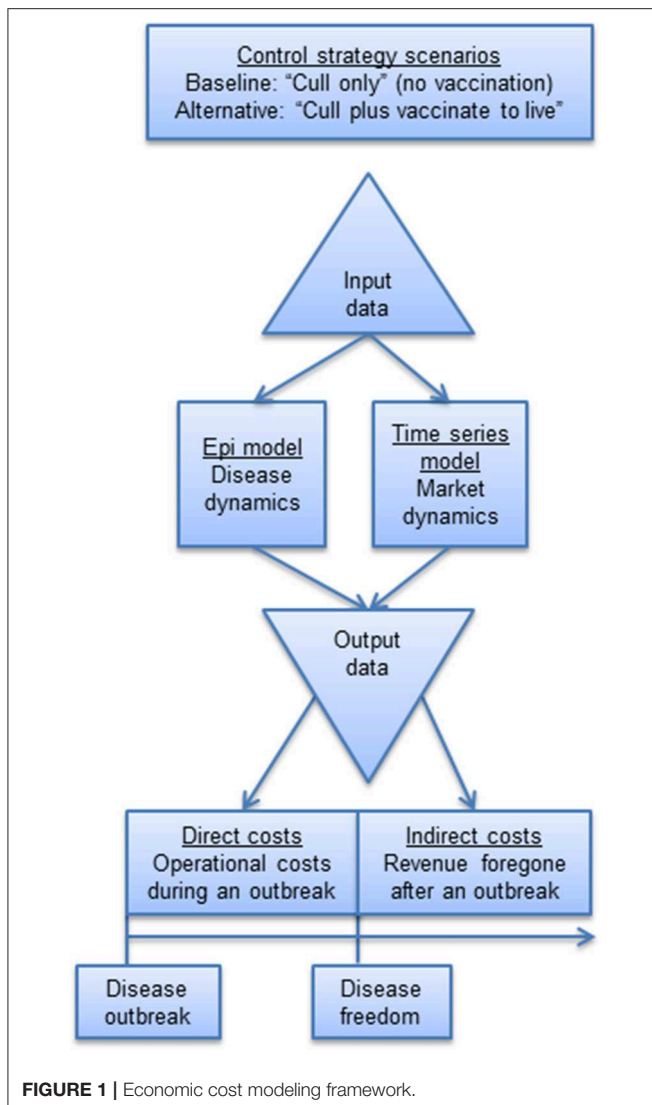 Control strategy scenarios
Baseline: “Cull only” (no vaccination)
Alternative: “Cull plus vaccinate to live”
Input
data
Epi model
Disease
dynamics
Time series
model
Market
dynamics
Output
data
Direct costs
Operational costs
during an outbreak
Indirect costs
Revenue foregone
after an outbreak
Disease
outbreak
Disease
freedom
FIGURE 1 | Economic cost modeling framework.